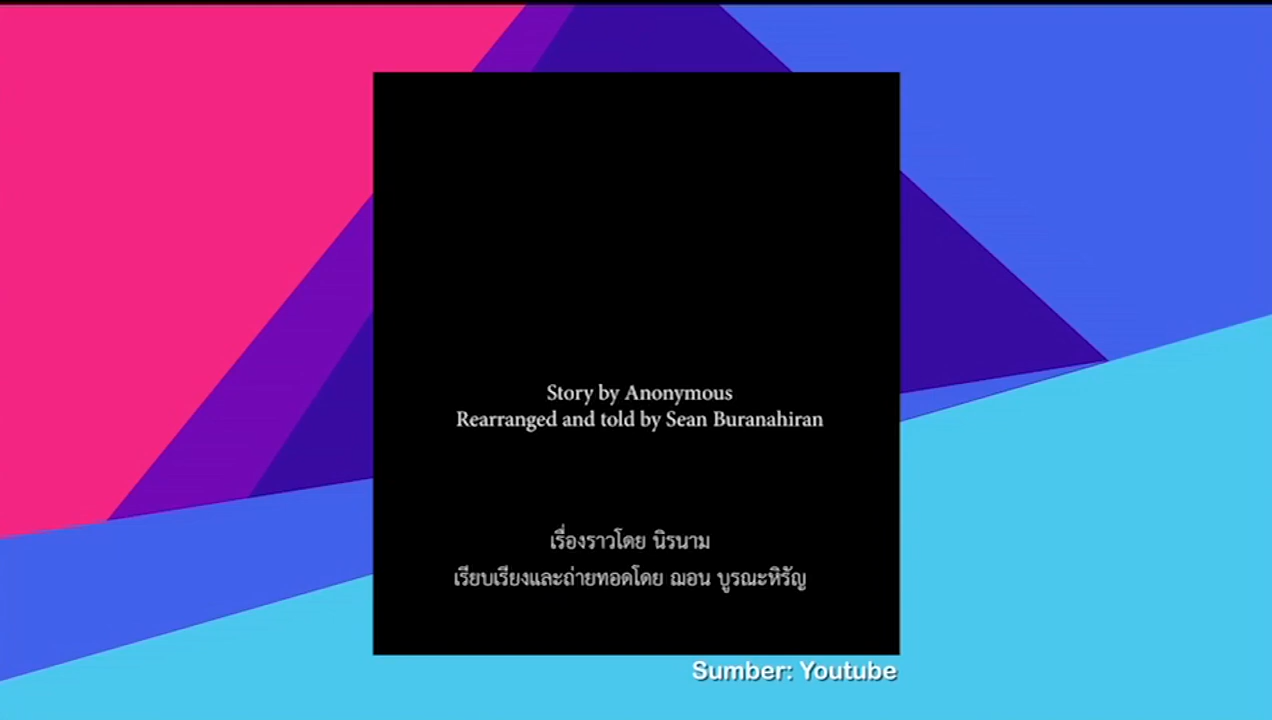 Story by Anonymous
Rearranged and told by Sean Buranahiran
เรื่องราวโดย นิรนาม
เรียบเรียงและถ่ายทอดโดย ฌอน บูรณะหิรัญ
Sumber: Youtube